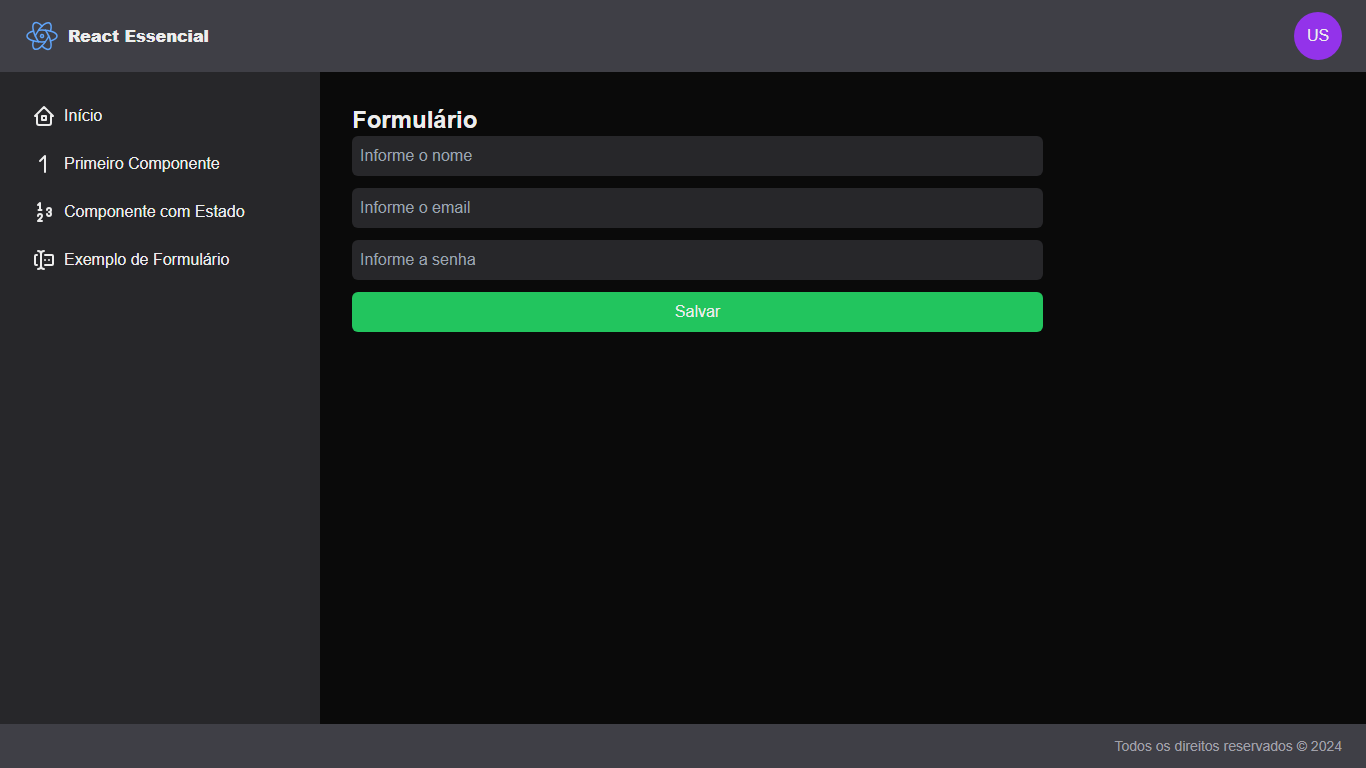 React Essencial
US
Início
Primeiro Componente
Componente com Estado
Exemplo de Formulário
Formulário
Informe o nome
Informe o email
Informe a senha
Salvar
Todos os direitos reservados © 2024